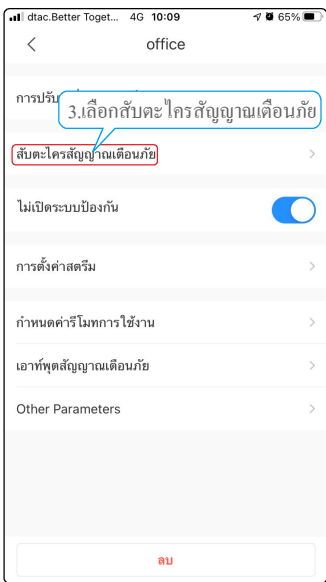 dtac.Better Toget... 4G 10:09 65%
office
การปรับ
3.เลือกสับตะไครสัญญาณเตือนภัย
สับตะไครสัญญาณเตือนภัย
ไม่เปิดระบบป้องกัน
การตั้งค่าสตรีม
กำหนดค่ารีโมทการใช้งาน
เอาท์พุตสัญญาณเตือนภัย
Other Parameters
ลบ